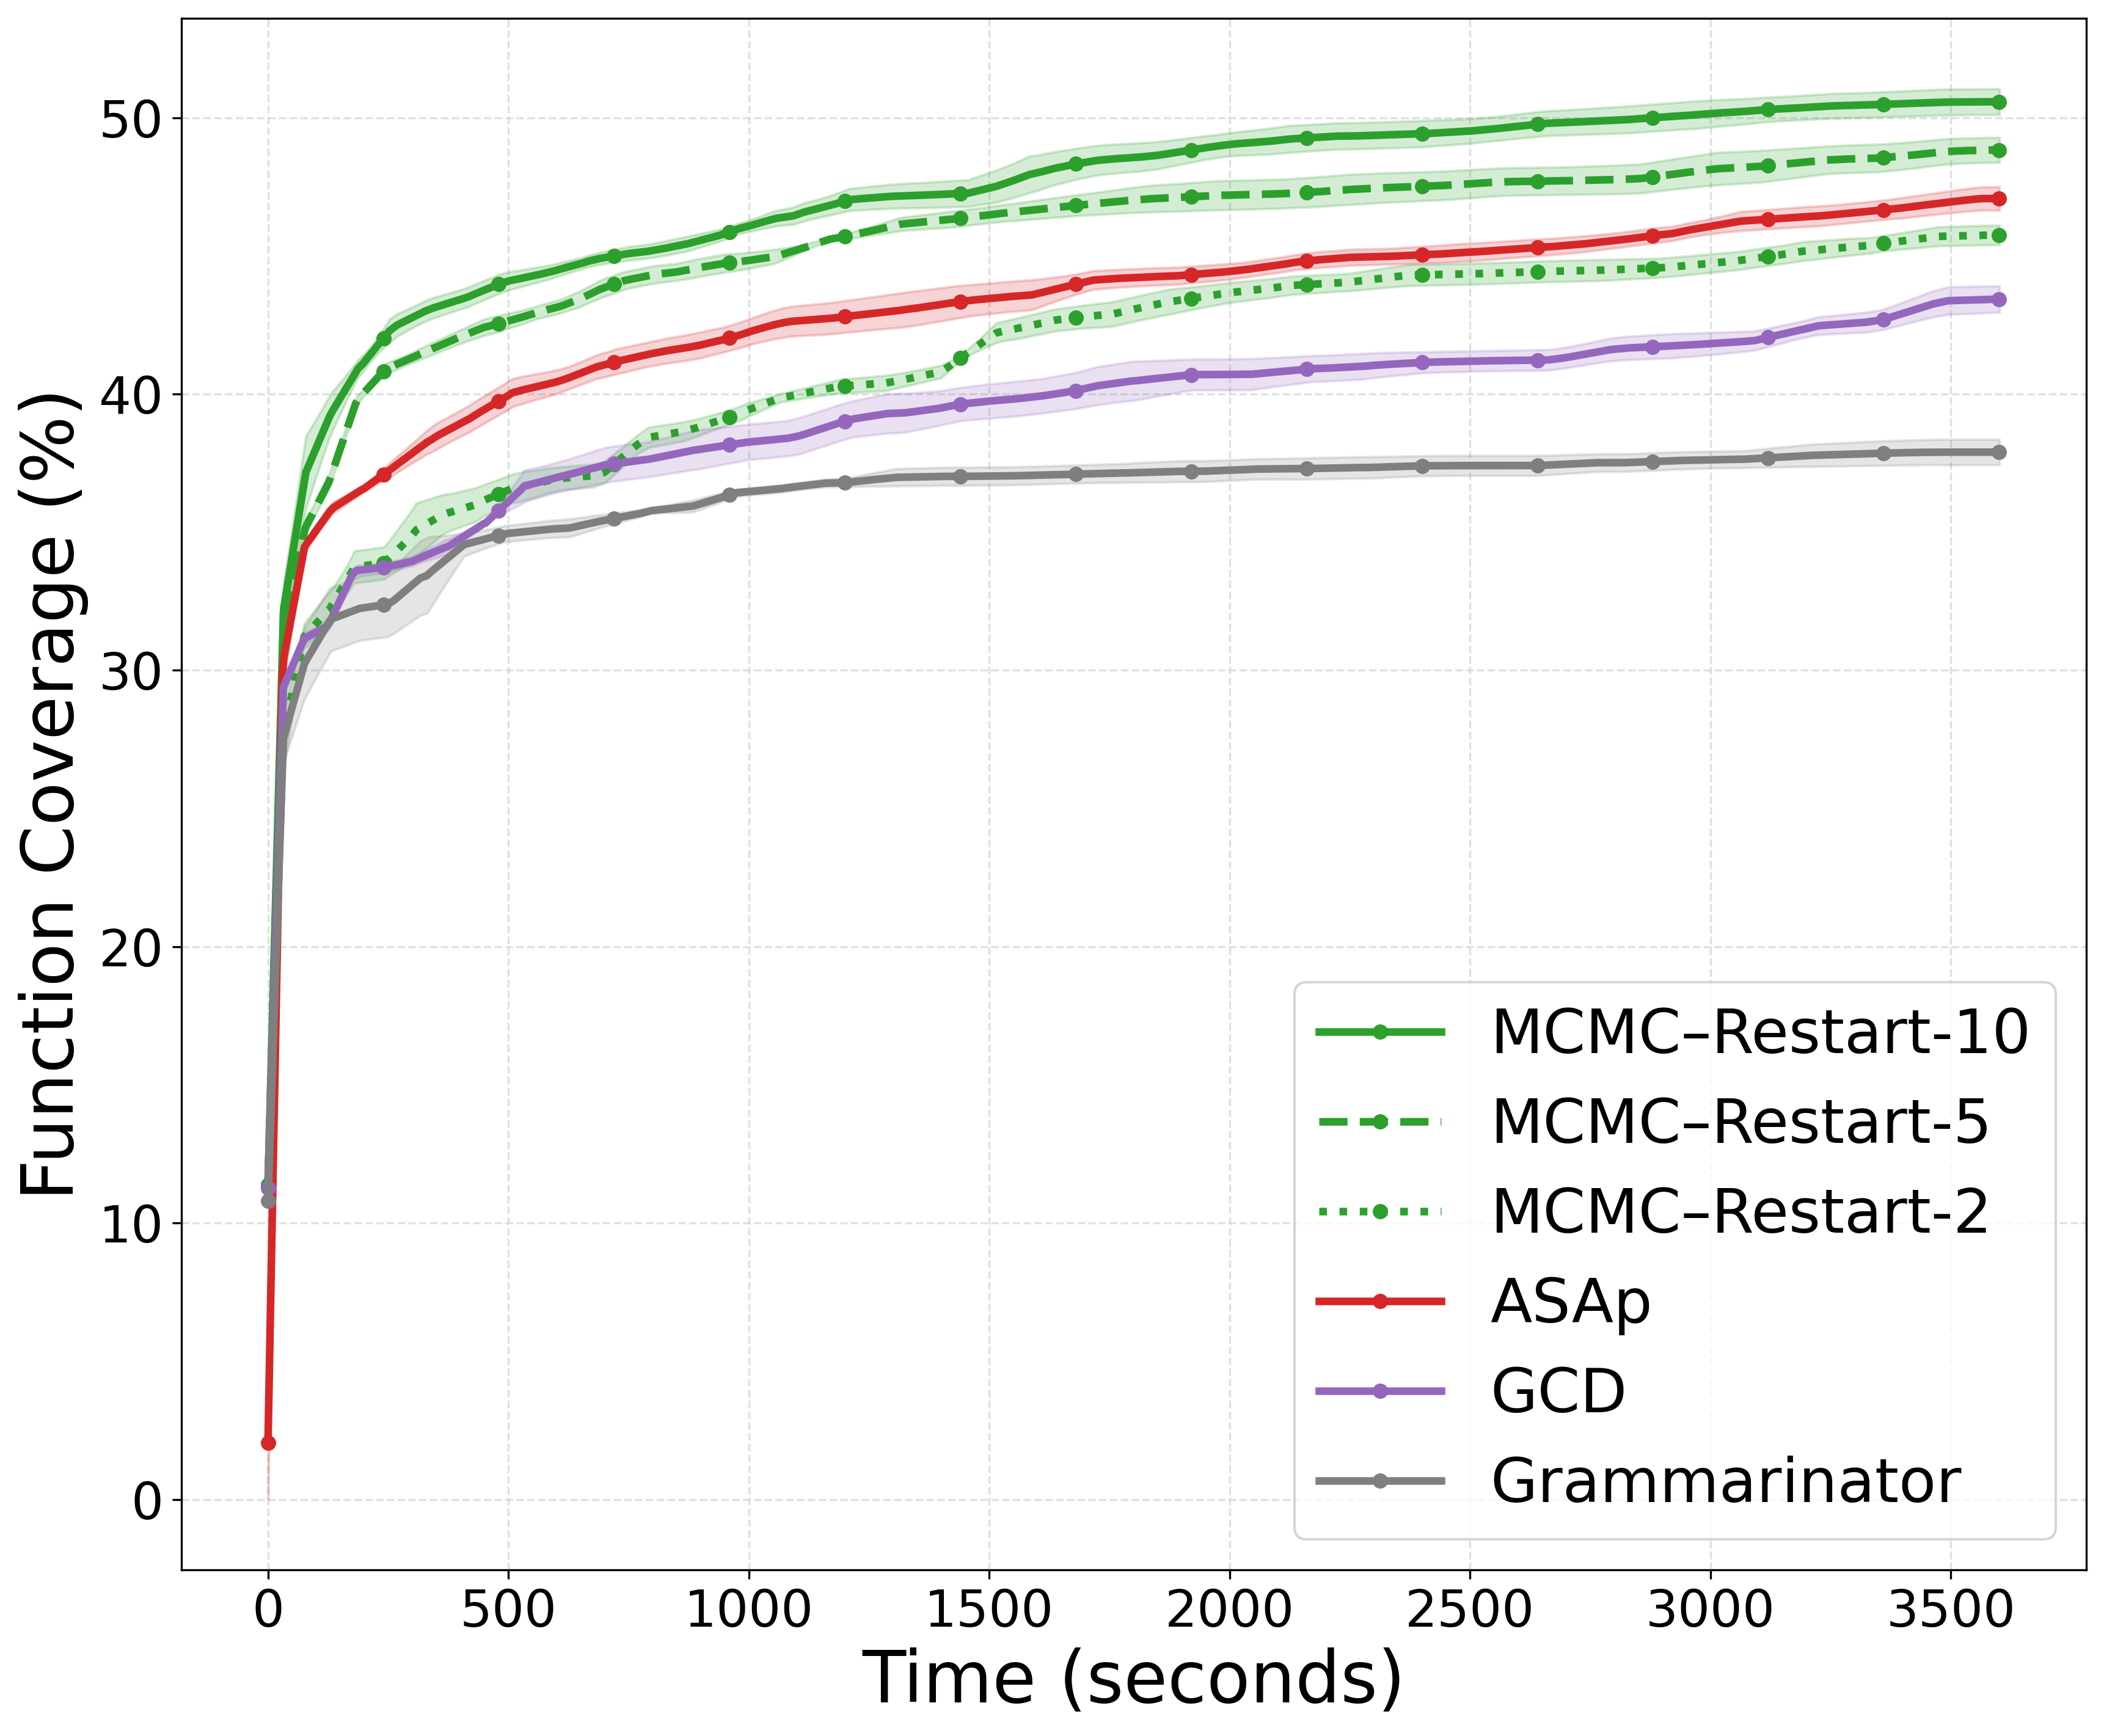 Function Coverage (%)
50
40
30
20
10
0
MCMC–Restart-10
MCMC–Restart-5
MCMC–Restart-2
ASAp
GCD
Grammarinator
0 500 1000 1500 2000 2500 3000 3500
Time (seconds)